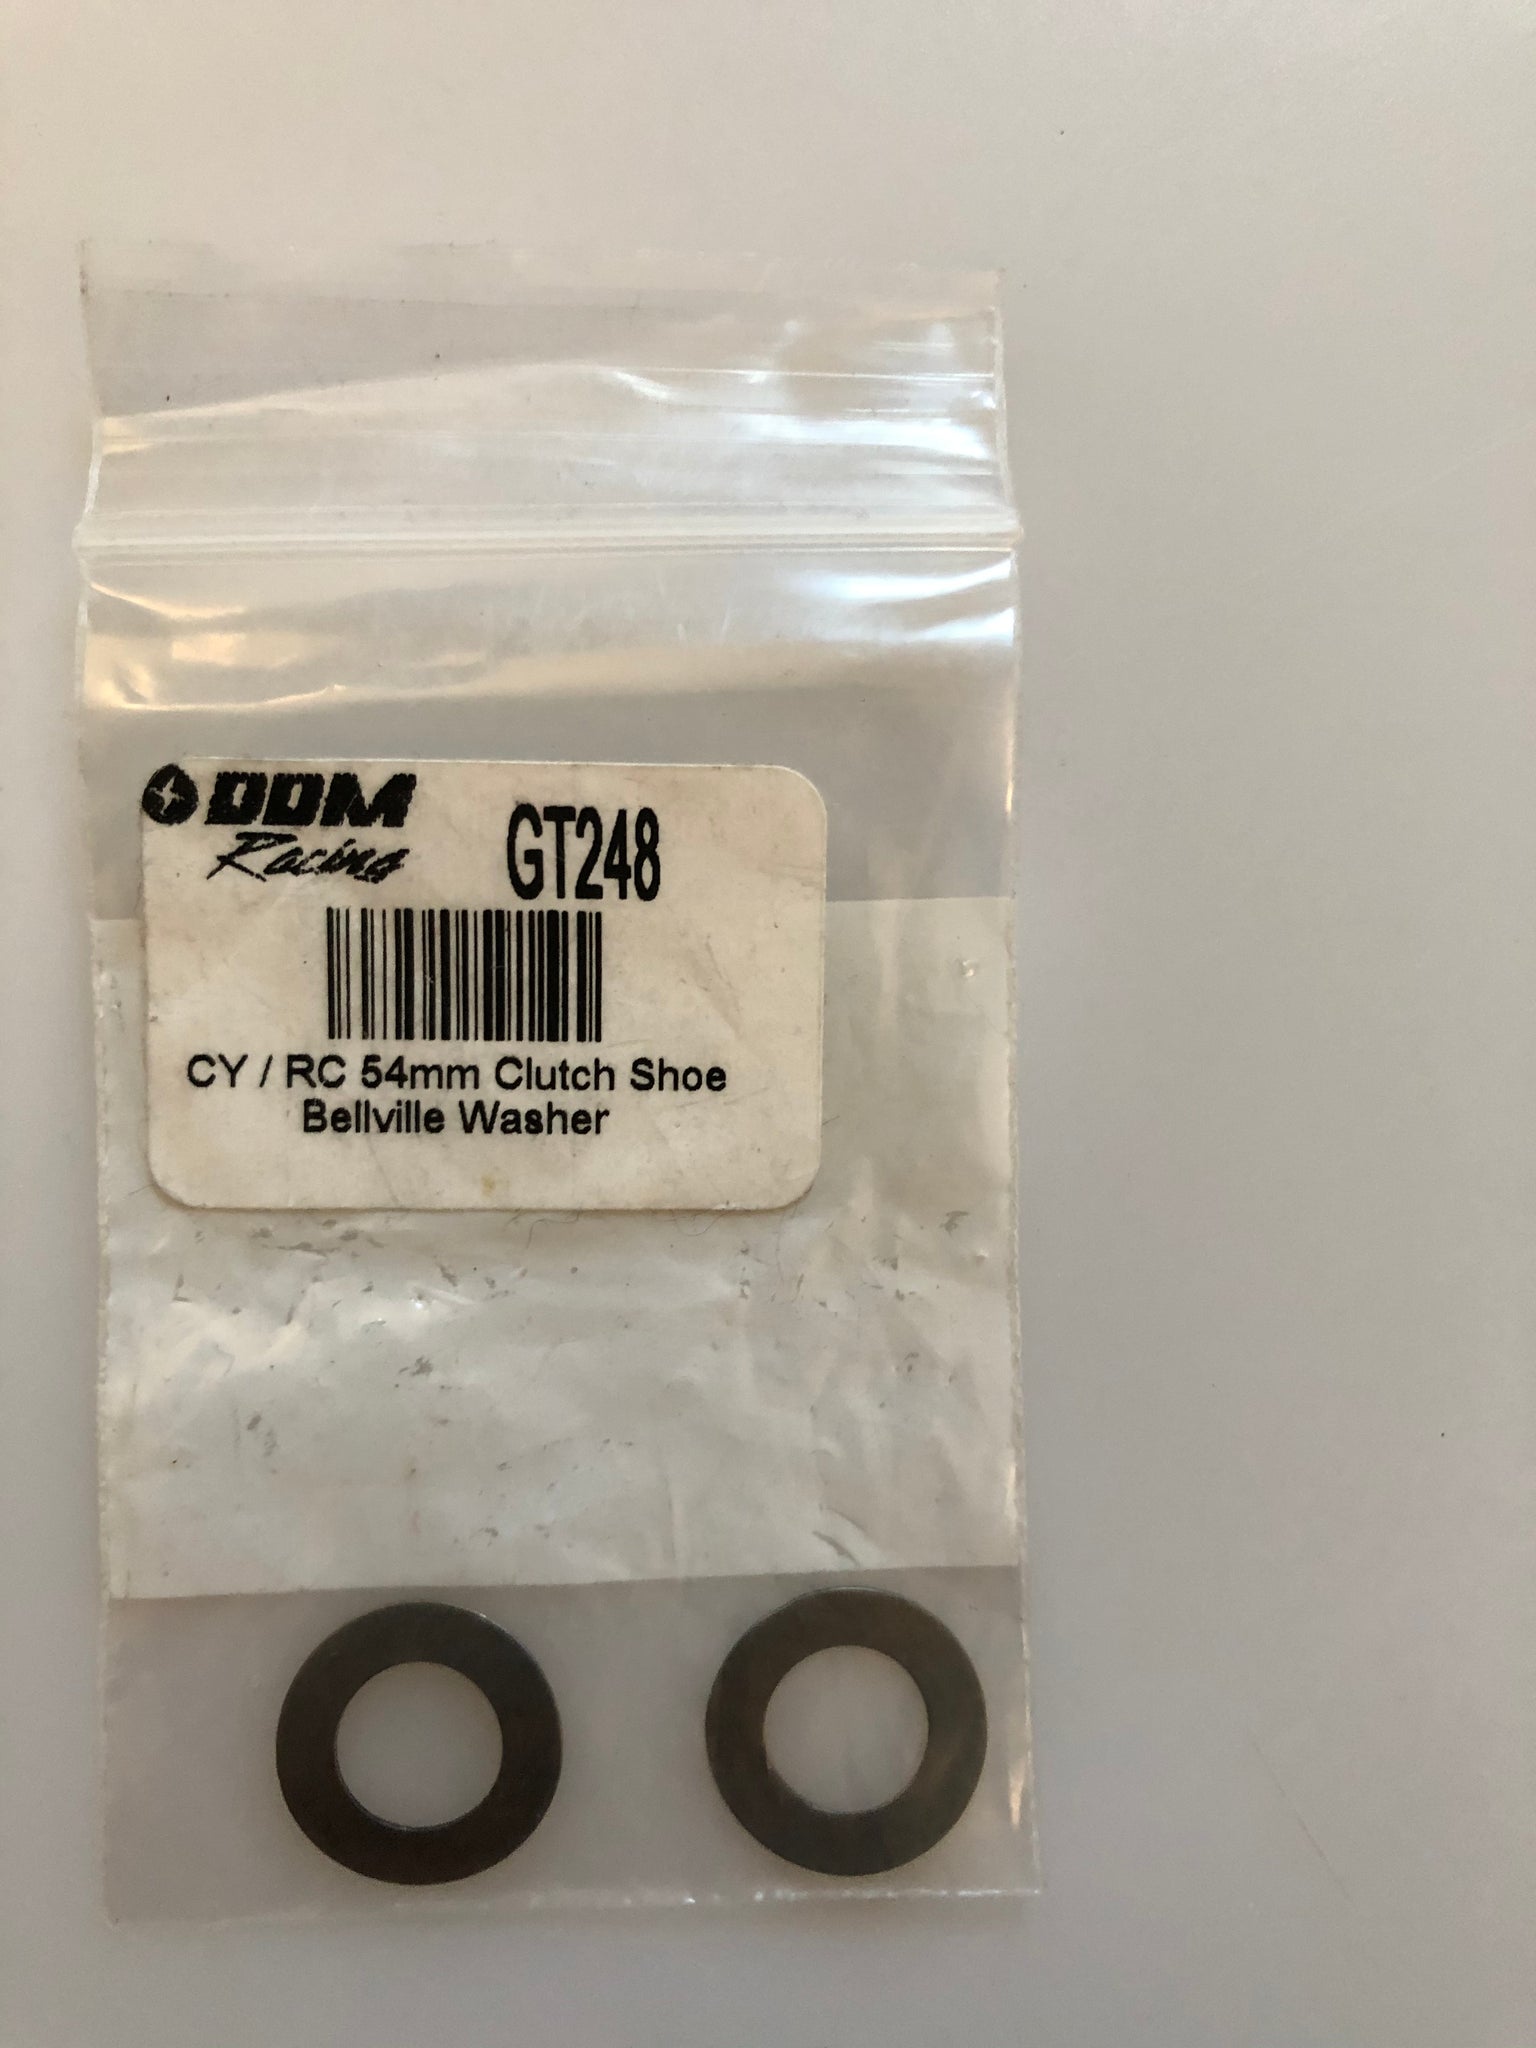 DDM
Racing
GT248
CY / RC 54mm Clutch Shoe
Bellville Washer